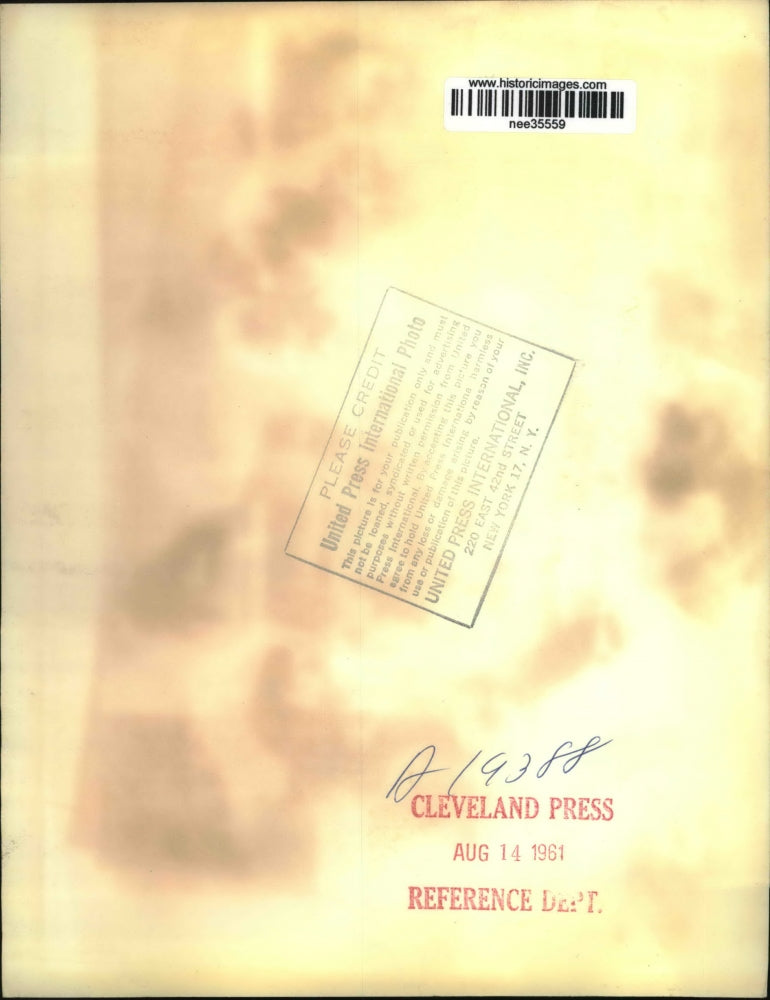 www.historicimages.com
nee35559
PLEASE CREDIT
United Press International Photo
This picture is for your publication only and must
not be loaned, syndicated or used for advertising
purposes without written permission from United
Press International. By accepting this picture you
agree to hold United Press International harmless
from any loss or damage arising by reason of your
use or publication of this picture.
UNITED PRESS INTERNATIONAL, INC.
220 EAST 42nd STREET
NEW YORK 17, N. Y.
A 19388
CLEVELAND PRESS
AUG 14 1961
REFERENCE DEPT.